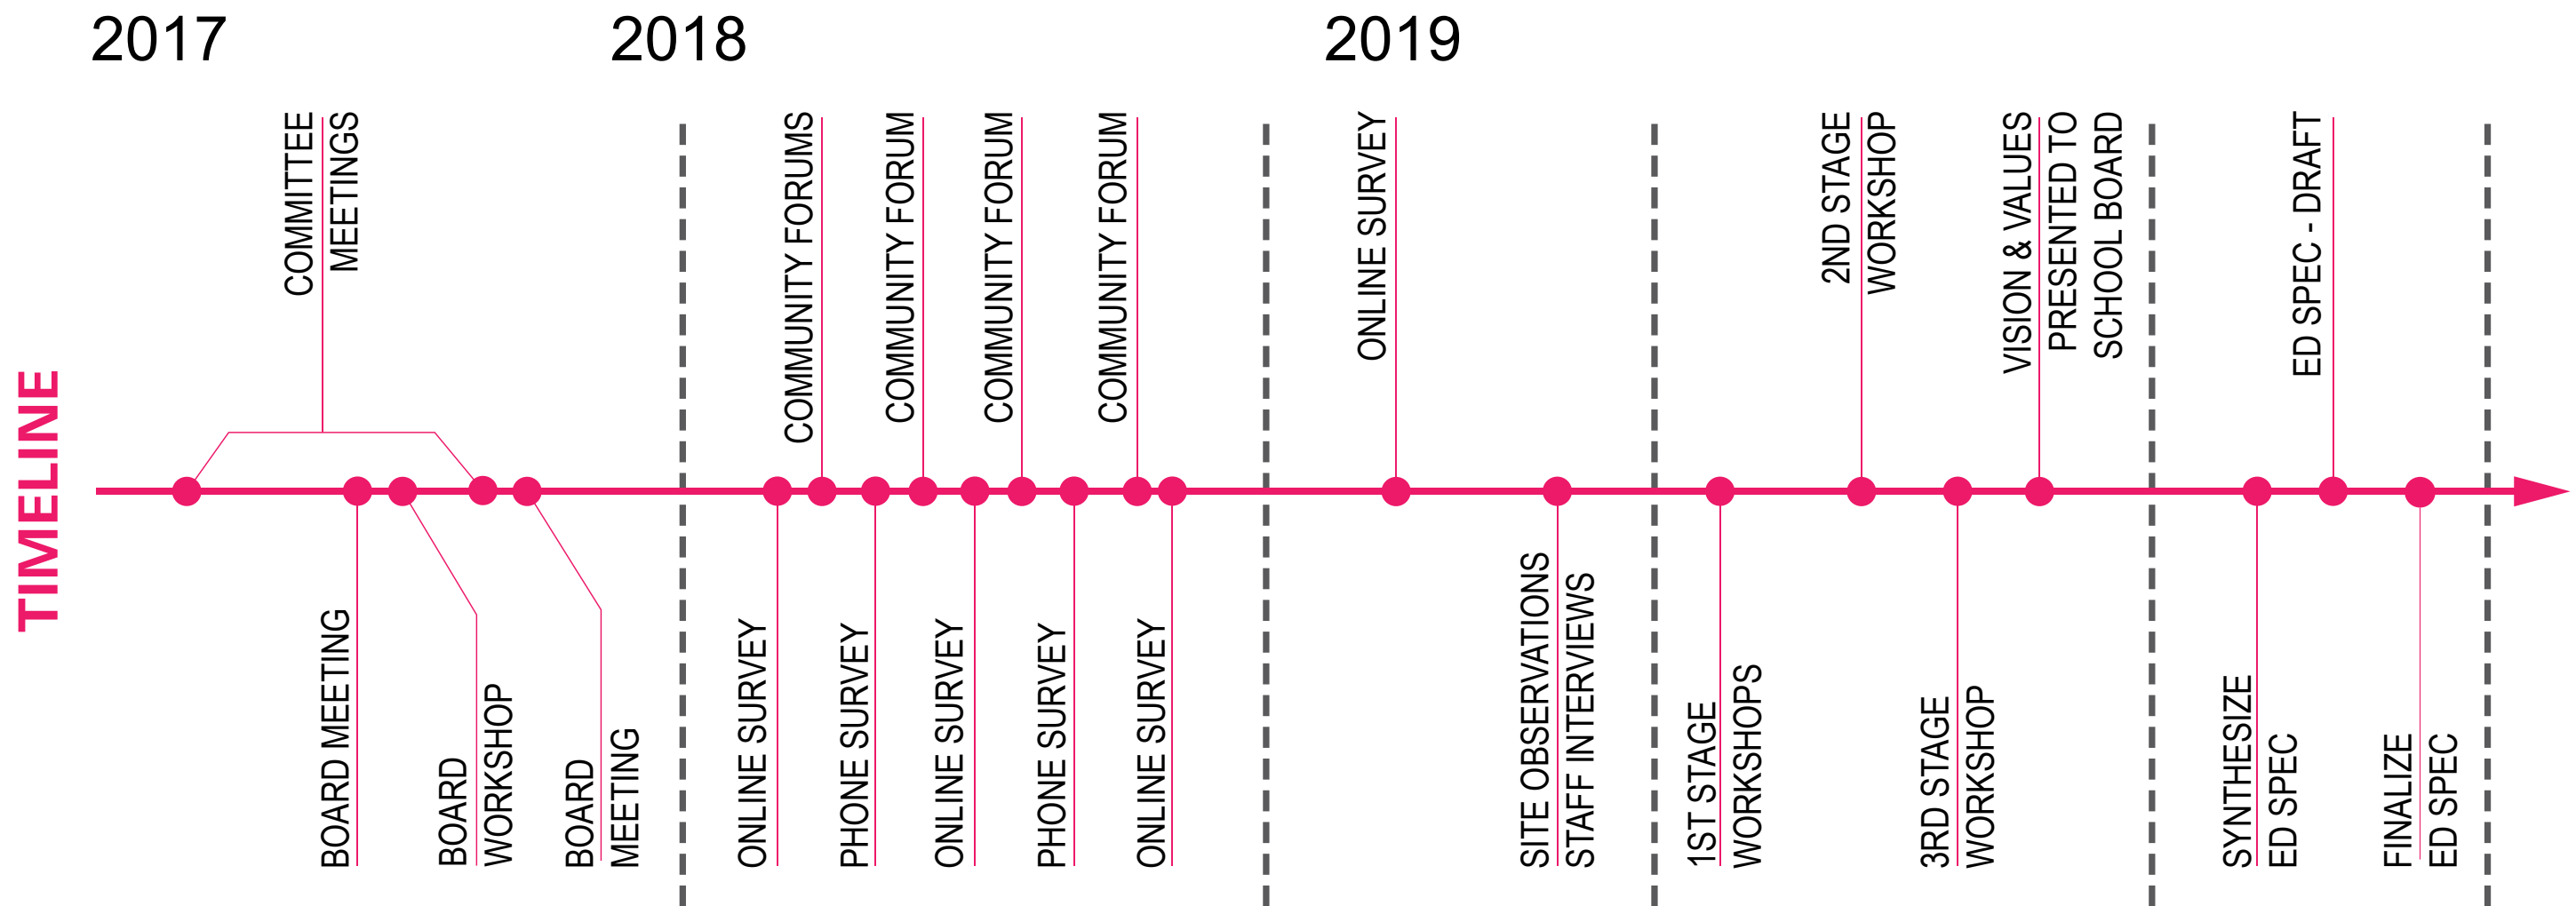 2017
2018
2019
TIMELINE
COMMITTEE
MEETINGS
BOARD MEETING
BOARD
WORKSHOP
BOARD
MEETING
ONLINE SURVEY
COMMUNITY FORUMS
PHONE SURVEY
COMMUNITY FORUM
ONLINE SURVEY
COMMUNITY FORUM
PHONE SURVEY
COMMUNITY FORUM
ONLINE SURVEY
ONLINE SURVEY
SITE OBSERVATIONS
STAFF INTERVIEWS
1ST STAGE
WORKSHOPS
2ND STAGE
WORKSHOP
3RD STAGE
WORKSHOP
VISION & VALUES
PRESENTED TO
SCHOOL BOARD
SYNTHESIZE
ED SPEC
ED SPEC - DRAFT
FINALIZE
ED SPEC